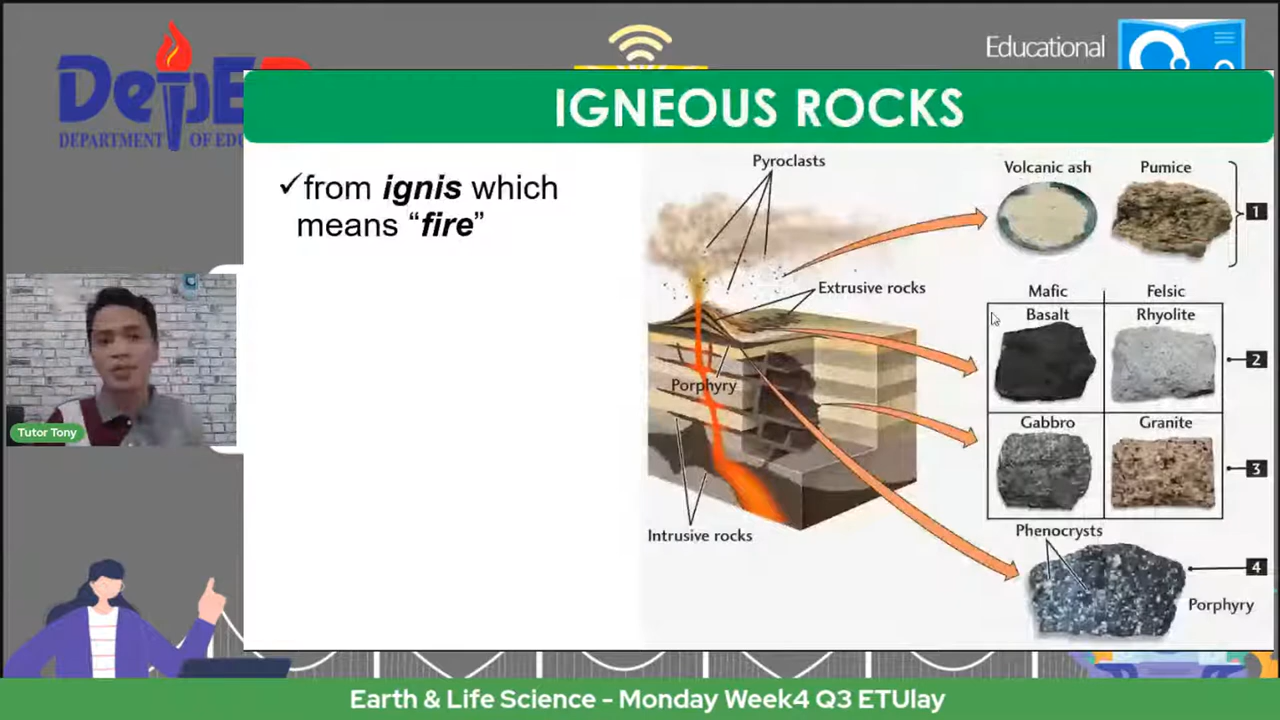 Educational
DepE
DEPARTMENT OF EDU
IGNEOUS ROCKS
✓from ignis which
means “fire”
Pyroclasts
Volcanic ash
Pumice
1
Extrusive rocks
Mafic
Felsic
Basalt
Rhyolite
2
Porphyry
Gabbro
Granite
3
Intrusive rocks
Phenocrysts
4
Porphyry
Tutor Tony
Earth & Life Science - Monday Week4 Q3 ETUlay